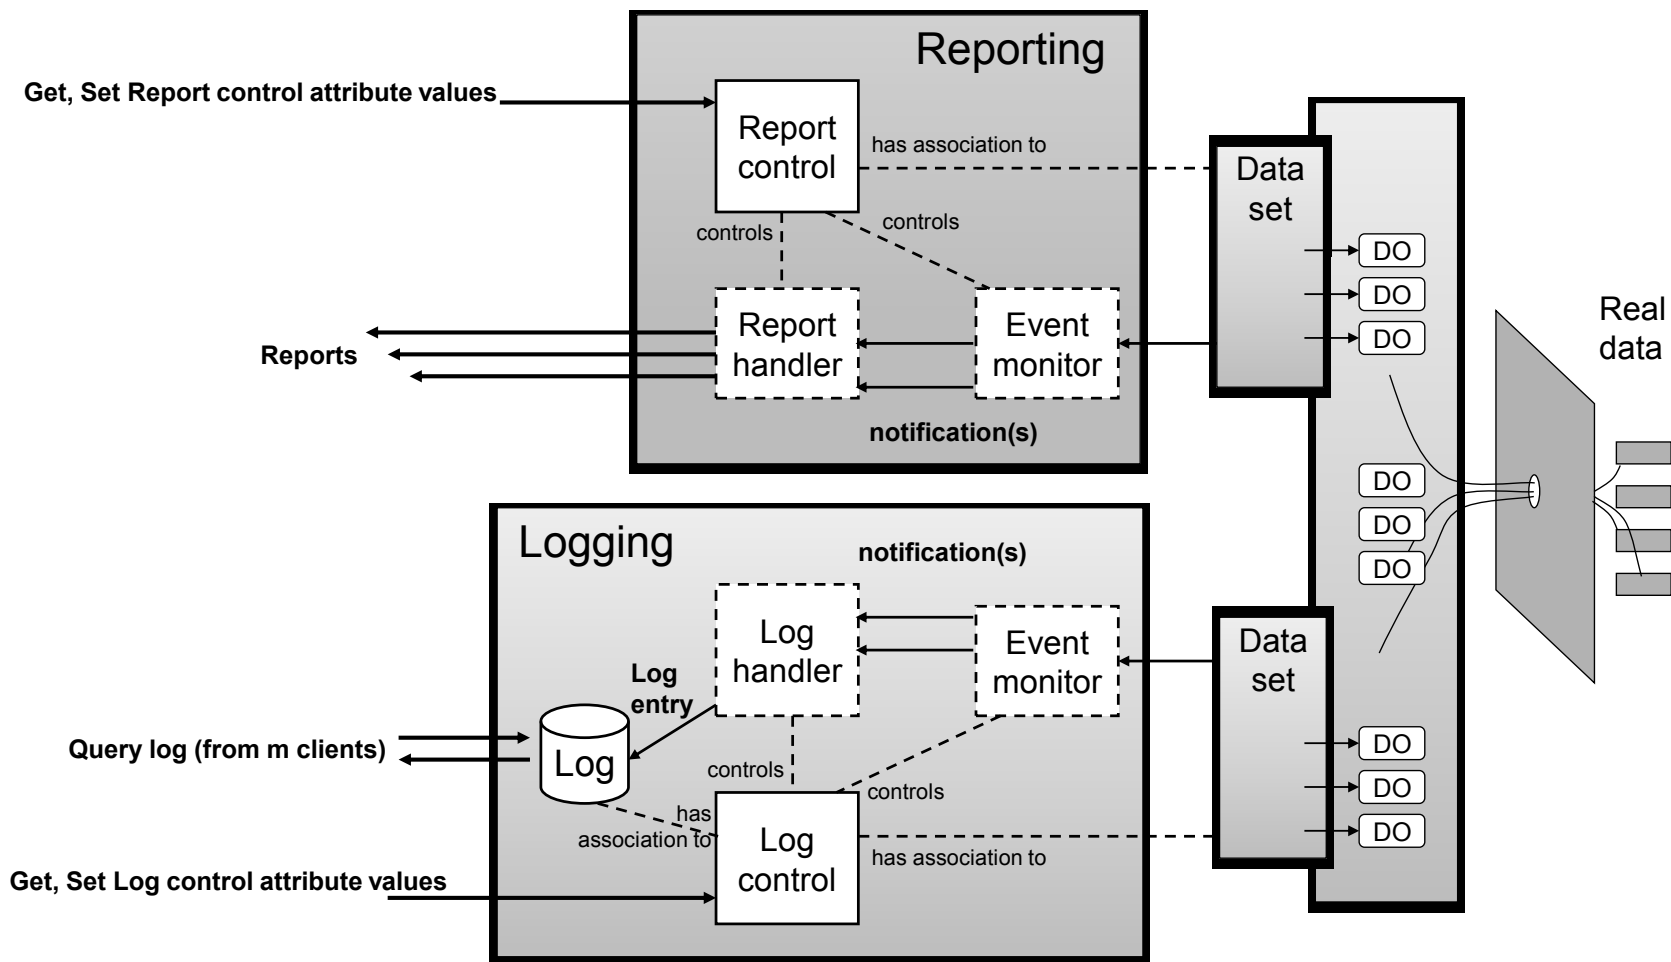 Reporting
Get, Set Report control attribute values
Report
control
has association to
Data
set
controls
controls
DO
DO
DO
Real
data
Report
handler
Event
monitor
Reports
notification(s)
DO
DO
DO
Logging
notification(s)
Log
handler
Event
monitor
Data
set
Log
entry
Query log (from m clients)
Log
controls
controls
has
association to
Log
control
has association to
DO
DO
DO
Get, Set Log control attribute values